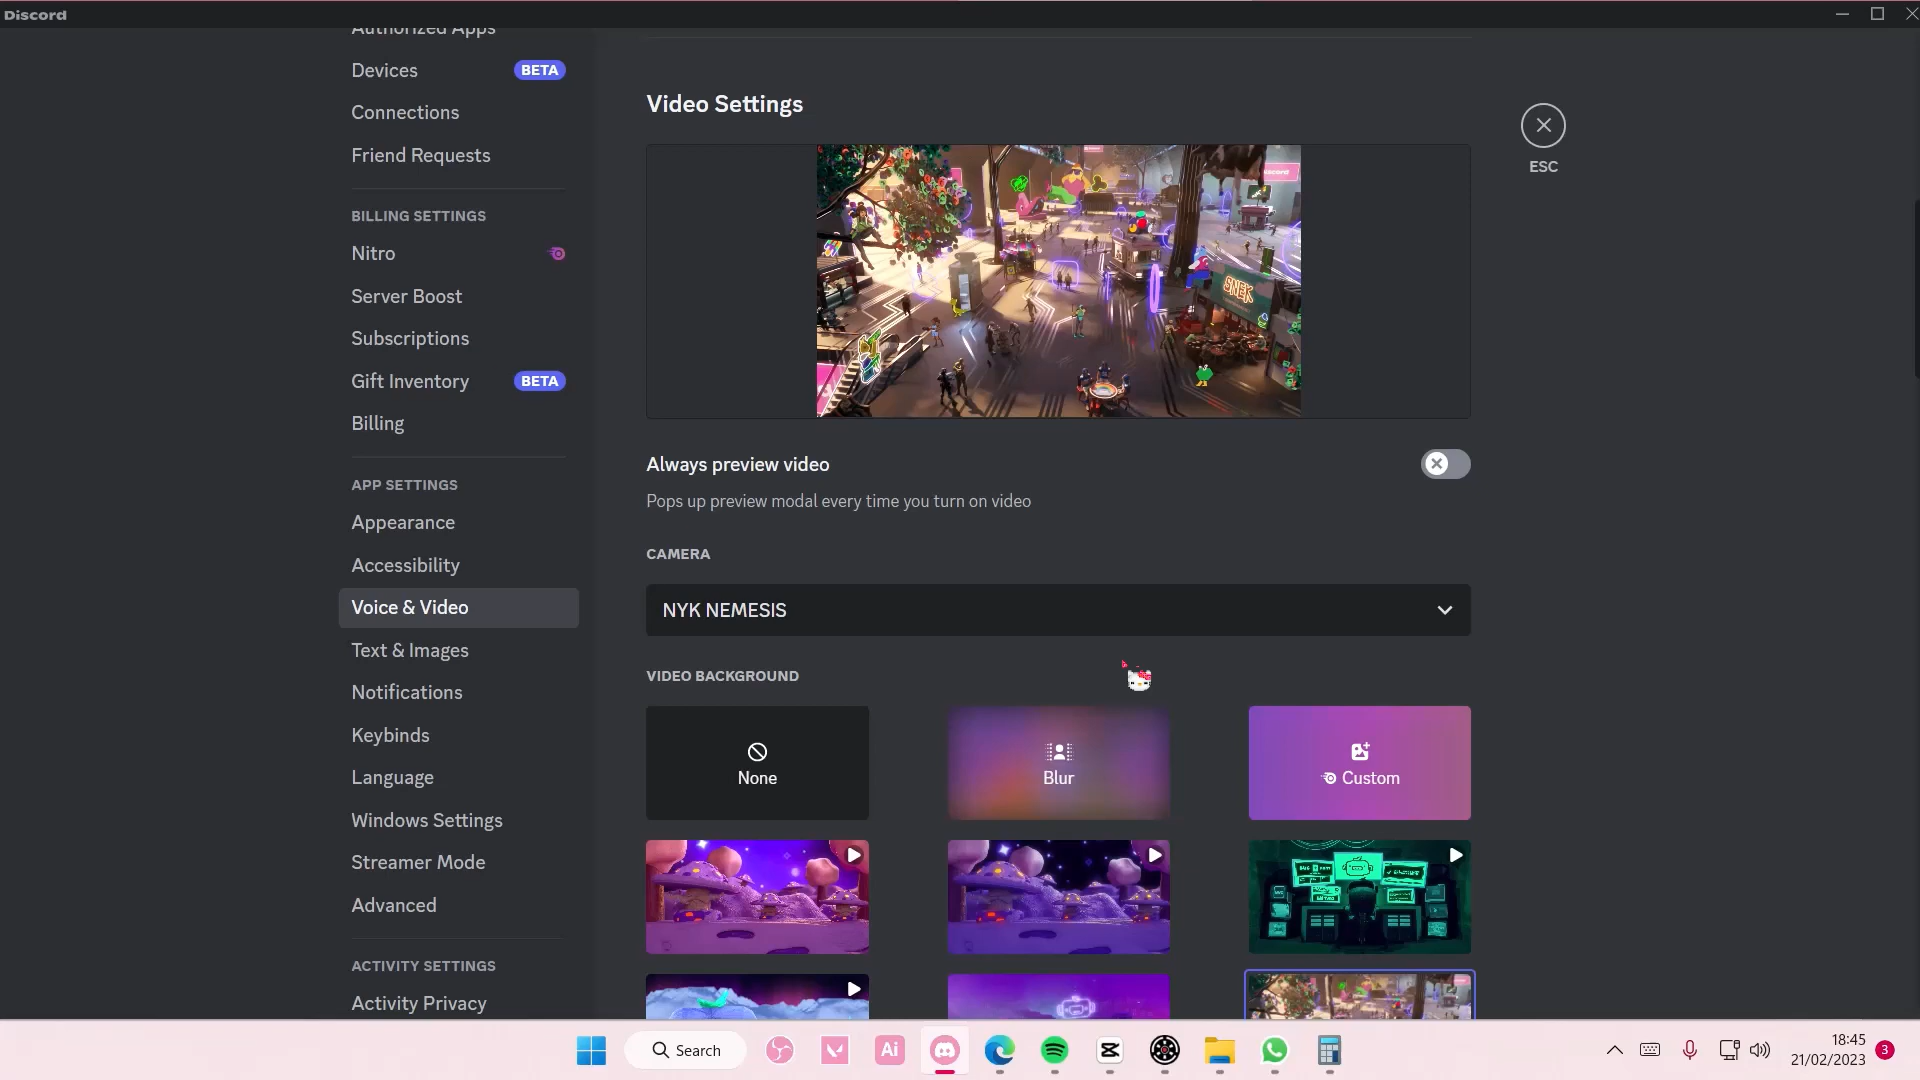 Discord
Authorized Apps
Devices BETA
Connections
Friend Requests
BILLING SETTINGS
Nitro
Server Boost
Subscriptions
Gift Inventory BETA
Billing
APP SETTINGS
Appearance
Accessibility
Voice & Video
Text & Images
Notifications
Keybinds
Language
Windows Settings
Streamer Mode
Advanced
ACTIVITY SETTINGS
Activity Privacy
Video Settings
SNEK
Always preview video
Pops up preview modal every time you turn on video
CAMERA
NYK NEMESIS
VIDEO BACKGROUND
None
Blur
Custom
ESC
Search
Ai
18:45
21/02/2023
3